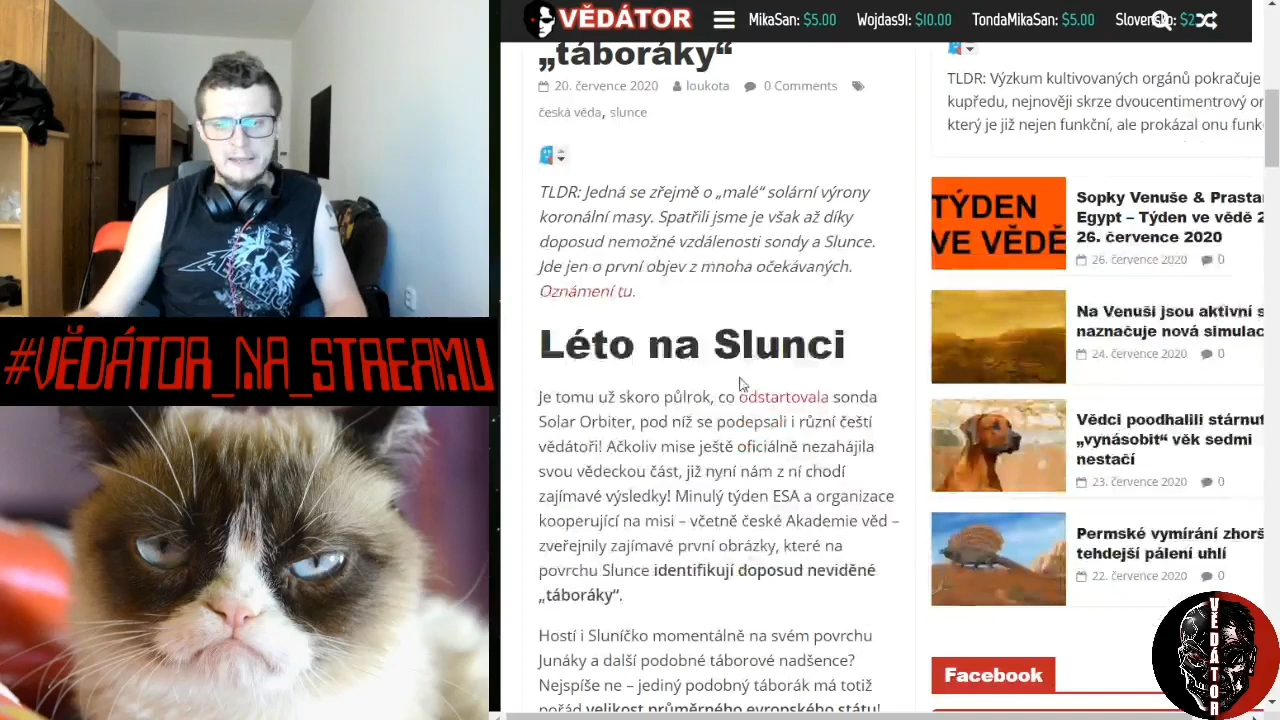 VĚDÁTOR
MikaSan: $5.00 Wojdas91: $10.00 TondaMikaSan: $5.00 Slovensko: $2
„táboráky“
20. července 2020 loukota 0 Comments
česká věda, slunce
TLDR: Jedná se zřejmě o „malé“ solární výrony
koronální masy. Spatřili jsme je však až díky
doposud nemožné vzdálenosti sondy a Slunce.
Jde jen o první objev z mnoha očekávaných.
Oznámení tu.
Léto na Slunci
Je tomu už skoro půlrok, co odstartovala sonda
Solar Orbiter, pod níž se podepsali i různí čeští
vědátoři! Ačkoliv mise ještě oficiálně nezahájila
svou vědeckou část, již nyní nám z ní chodí
zajímavé výsledky! Minulý týden ESA a organizace
kooperující na misi – včetně české Akademie věd –
zveřejnily zajímavé první obrázky, které na
povrchu Slunce identifikují doposud neviděné
„táboráky“.
Hostí i Sluníčko momentálně na svém povrchu
Junáky a další podobné táborové nadšence?
Nejspíše ne – jediný podobný táborák má totiž
pořád velikost průměrného evropského státu!
TLDR: Výzkum kultivovaných orgánů pokračuje
kupředu, nejnověji skrze dvoucentimetrový or
který je již nejen funkční, ale prokázal onu funk
TÝDEN
VE VĚDĚ
Sopky Venuše & Prastar
Egypt – Týden ve vědě 2
26. července 2020
26. července 2020 0
Na Venuši jsou aktivní s
naznačuje nová simulac
24. července 2020 0
Vědci poodhalili stárnut
„vynásobit“ věk sedmi
nestačí
23. července 2020 0
Permské vymírání zhorš
tehdejší pálení uhlí
22. července 2020 0
Facebook
#VĚDÁTOR_NA_STREAMU
VĚDÁTOR